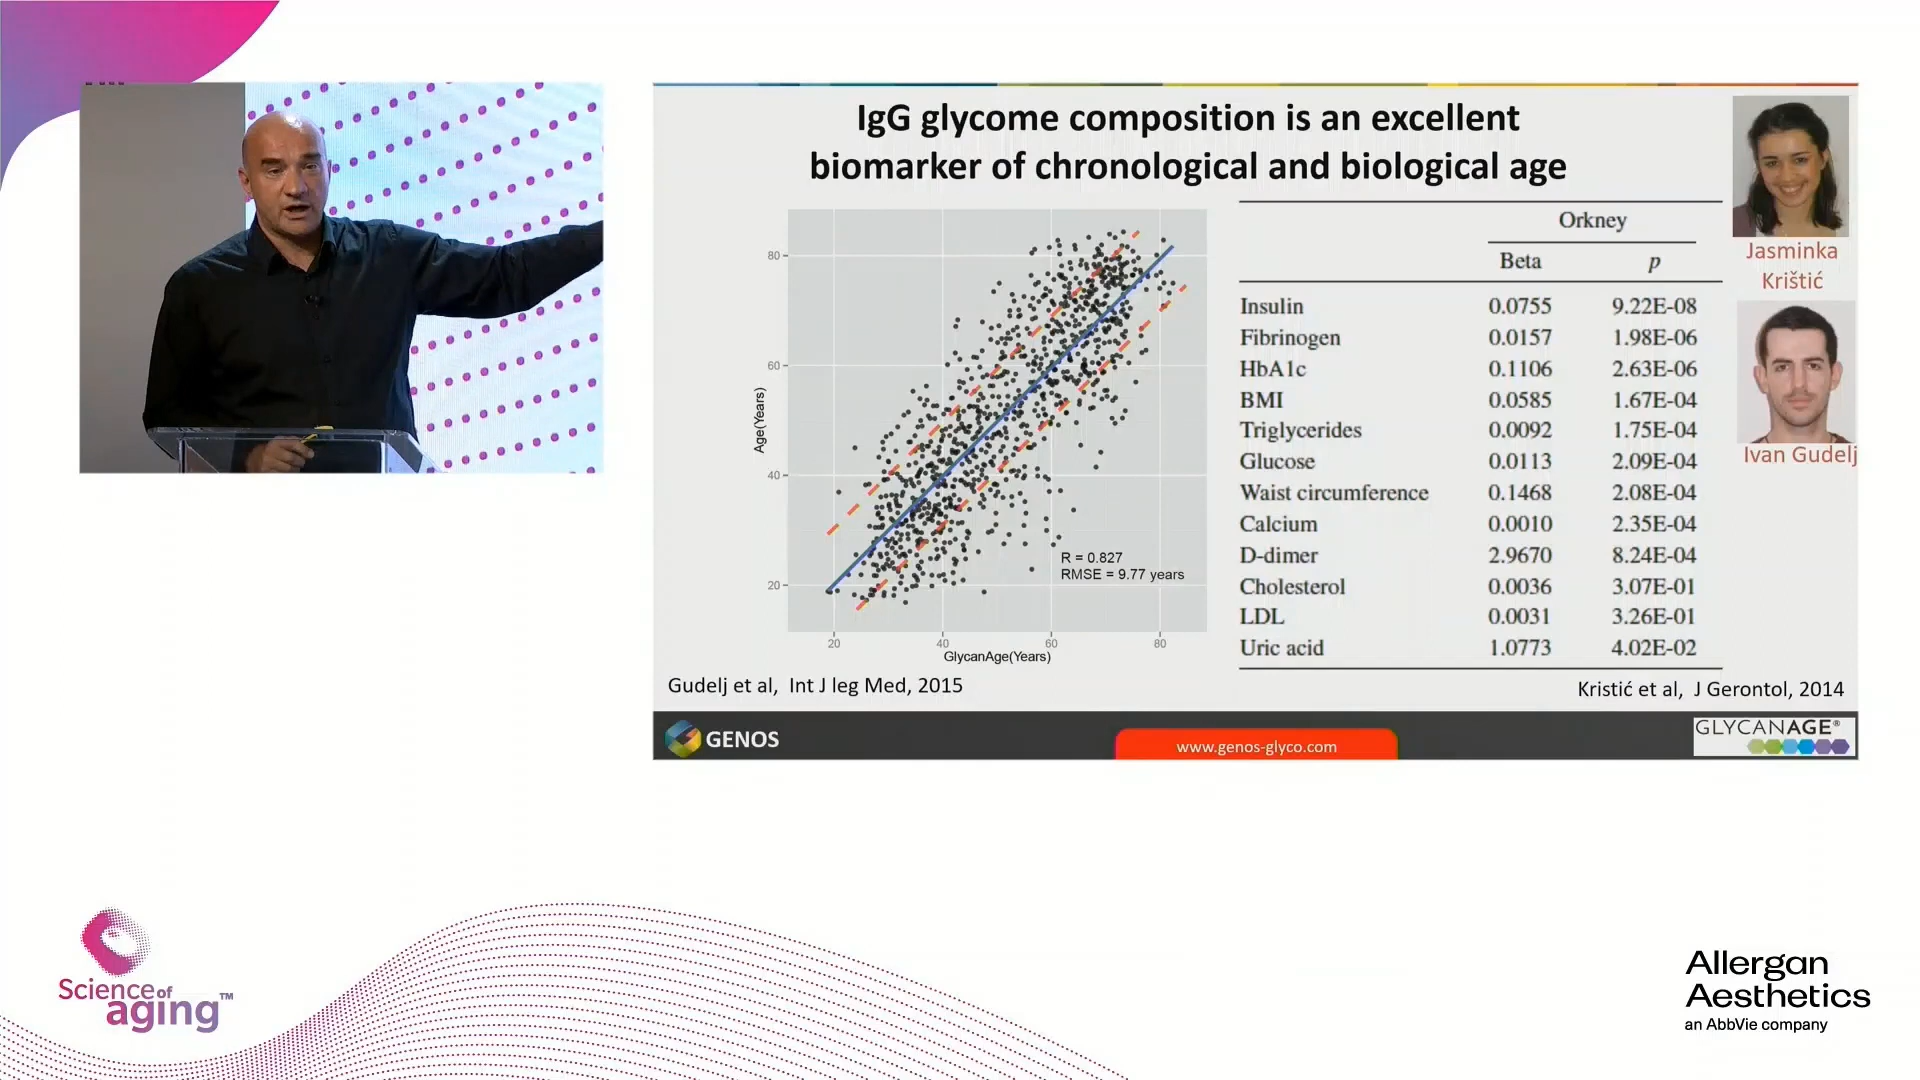 IgG glycome composition is an excellent
biomarker of chronological and biological age
Age(Years)
80
60
40
20
20
40
60
80
GlycanAge(Years)
R = 0.827
RMSE = 9.77 years
Gudelj et al, Int J leg Med, 2015
Orkney
Beta p
Insulin 0.0755 9.22E-08
Fibrinogen 0.0157 1.98E-06
HbA1c 0.1106 2.63E-06
BMI 0.0585 1.67E-04
Triglycerides 0.0092 1.75E-04
Glucose 0.0113 2.09E-04
Waist circumference 0.1468 2.08E-04
Calcium 0.0010 2.35E-04
D-dimer 2.9670 8.24E-04
Cholesterol 0.0036 3.07E-01
LDL 0.0031 3.26E-01
Uric acid 1.0773 4.02E-02
Kristić et al, J Gerontol, 2014
Jasminka
Krištić
Ivan Gudelj
GENOS
www.genos-glyco.com
GLYCANAGE®
Science of
aging™
Allergan
Aesthetics
an AbbVie company